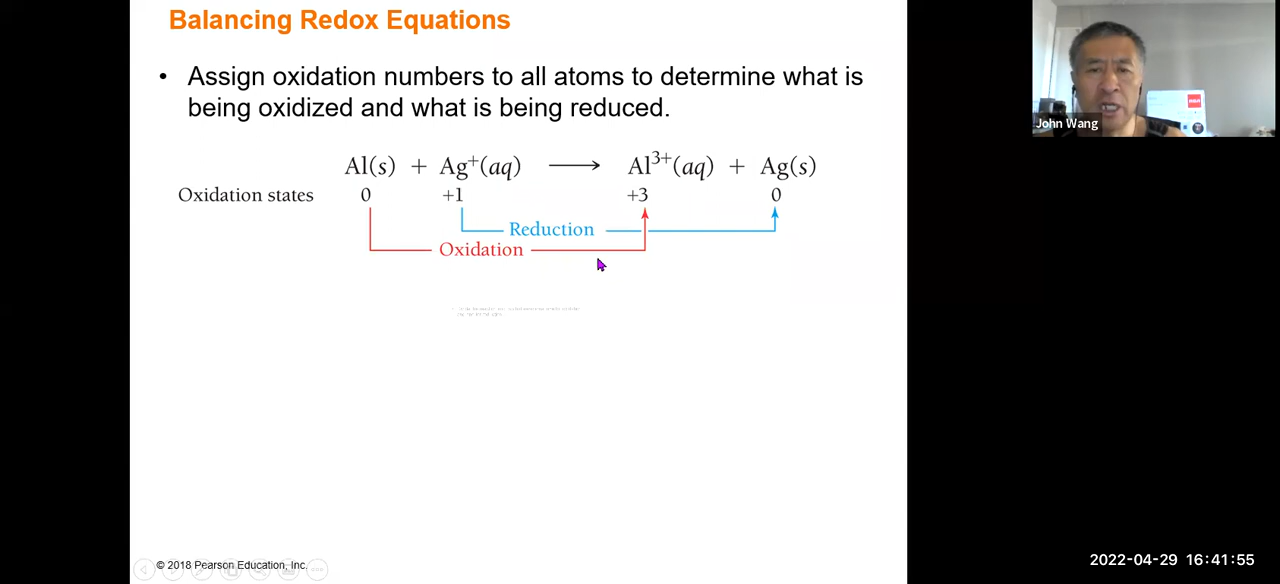 Balancing Redox Equations
• Assign oxidation numbers to all atoms to determine what is
being oxidized and what is being reduced.
Al(s) + Ag⁺(aq) ⟶ Al³⁺(aq) + Ag(s)
Oxidation states 0 +1 +3 0
Reduction
Oxidation
© 2018 Pearson Education, Inc.
John Wang
2022-04-29 16:41:55